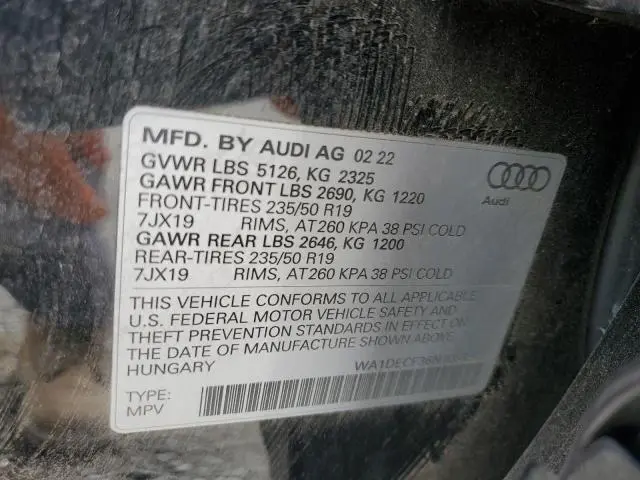 MFD. BY AUDI AG 02 22
GVWR LBS 5126, KG 2325
GAWR FRONT LBS 2690, KG 1220
FRONT-TIRES 235/50 R19
7JX19 RIMS, AT260 KPA 38 PSI COLD
GAWR REAR LBS 2646, KG 1200
REAR-TIRES 235/50 R19
7JX19 RIMS, AT260 KPA 38 PSI COLD
Audi
THIS VEHICLE CONFORMS TO ALL APPLICABLE
U.S. FEDERAL MOTOR VEHICLE SAFETY AND
THEFT PREVENTION STANDARDS IN EFFECT ON
THE DATE OF MANUFACTURE SHOWN ABOVE
HUNGARY
TYPE:
MPV